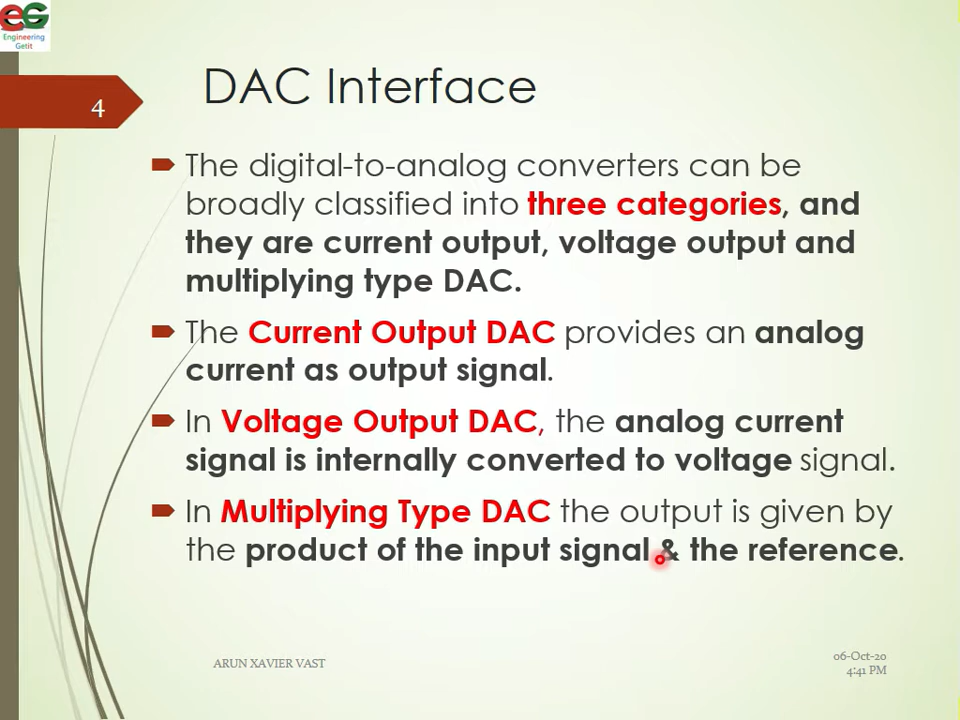 EG
Engineering
Getit
4
DAC Interface
The digital-to-analog converters can be
broadly classified into three categories, and
they are current output, voltage output and
multiplying type DAC.
The Current Output DAC provides an analog
current as output signal.
In Voltage Output DAC, the analog current
signal is internally converted to voltage signal.
In Multiplying Type DAC the output is given by
the product of the input signal & the reference.
ARUN XAVIER VAST
06-Oct-20
4:41 PM